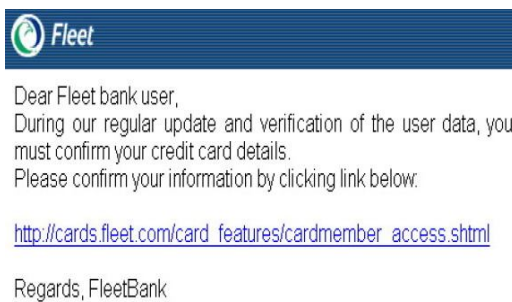 Fleet
Dear Fleet bank user,
During our regular update and verification of the user data, you
must confirm your credit card details.
Please confirm your information by clicking link below:
http://cards.fleet.com/card_features/cardmember_access.shtml
Regards, FleetBank